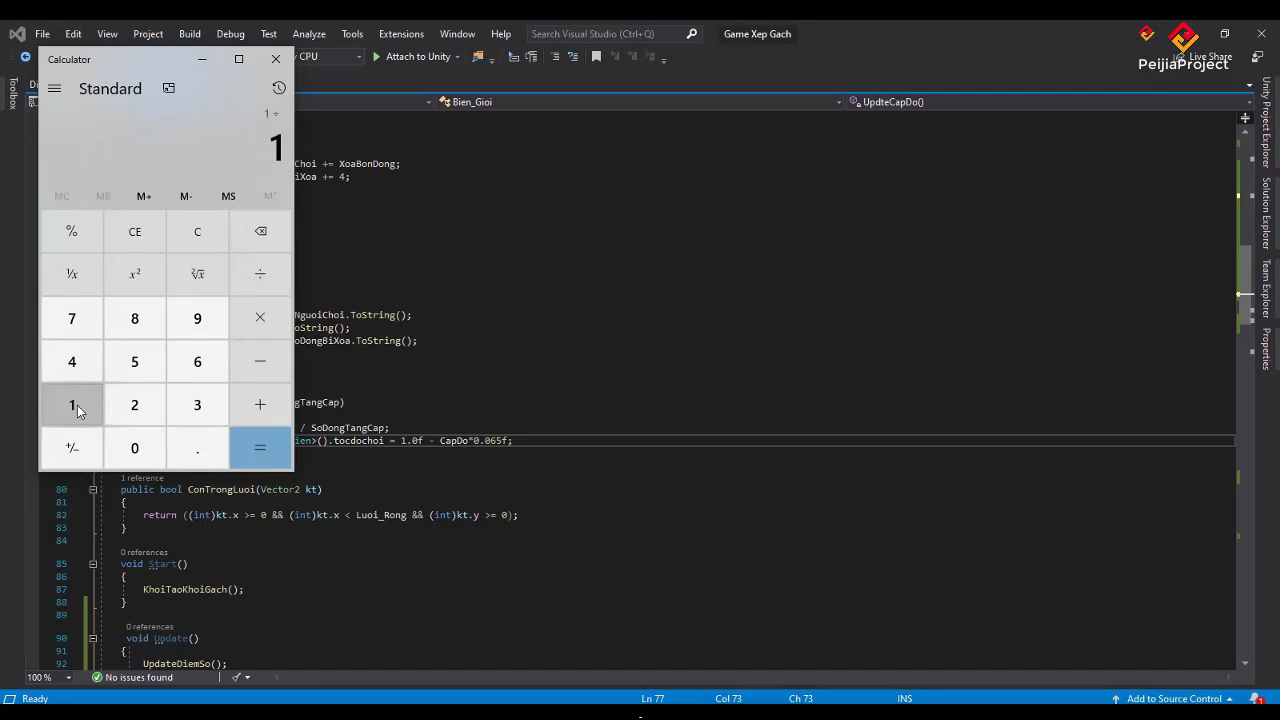 File Edit View Project Build Debug Test Analyze Tools Extensions Window Search Visual Studio (Ctrl+Q) Game Xep Gach
PeijiaProject
CPU Attach to Unity Live Share
Calculator
Standard
1 ÷
1
MC MR M+ M- MS
% CE C
¹/x x² ²√x ÷
7 8 9 ×
4 5 6 −
1 2 3 +
+/− 0 . =
Toolbox
Bien_Gioi UpdteCapDo()
Choi += XoaBonDong;
iXoa += 4;
NguoiChoi.ToString();
oString();
oDongBiXoa.ToString();
gTangCap)
/ SoDongTangCap;
ien>().tocdochoi = 1.0f - CapDo*0.065f;
1 reference
80 public bool ConTrongLuoi(Vector2 kt)
81 {
82 return ((int)kt.x >= 0 && (int)kt.x < Luoi_Rong && (int)kt.y >= 0);
83 }
84
0 references
85 void Start()
86 {
87 KhoiTaoKhoiGach();
88 }
89
0 references
90 void Update()
91 {
92 UpdateDiemSo();
Unity Project Explorer
Solution Explorer
Team Explorer
Properties
100 % No issues found
Ready Ln 77 Col 73 Ch 73 INS Add to Source Control 1